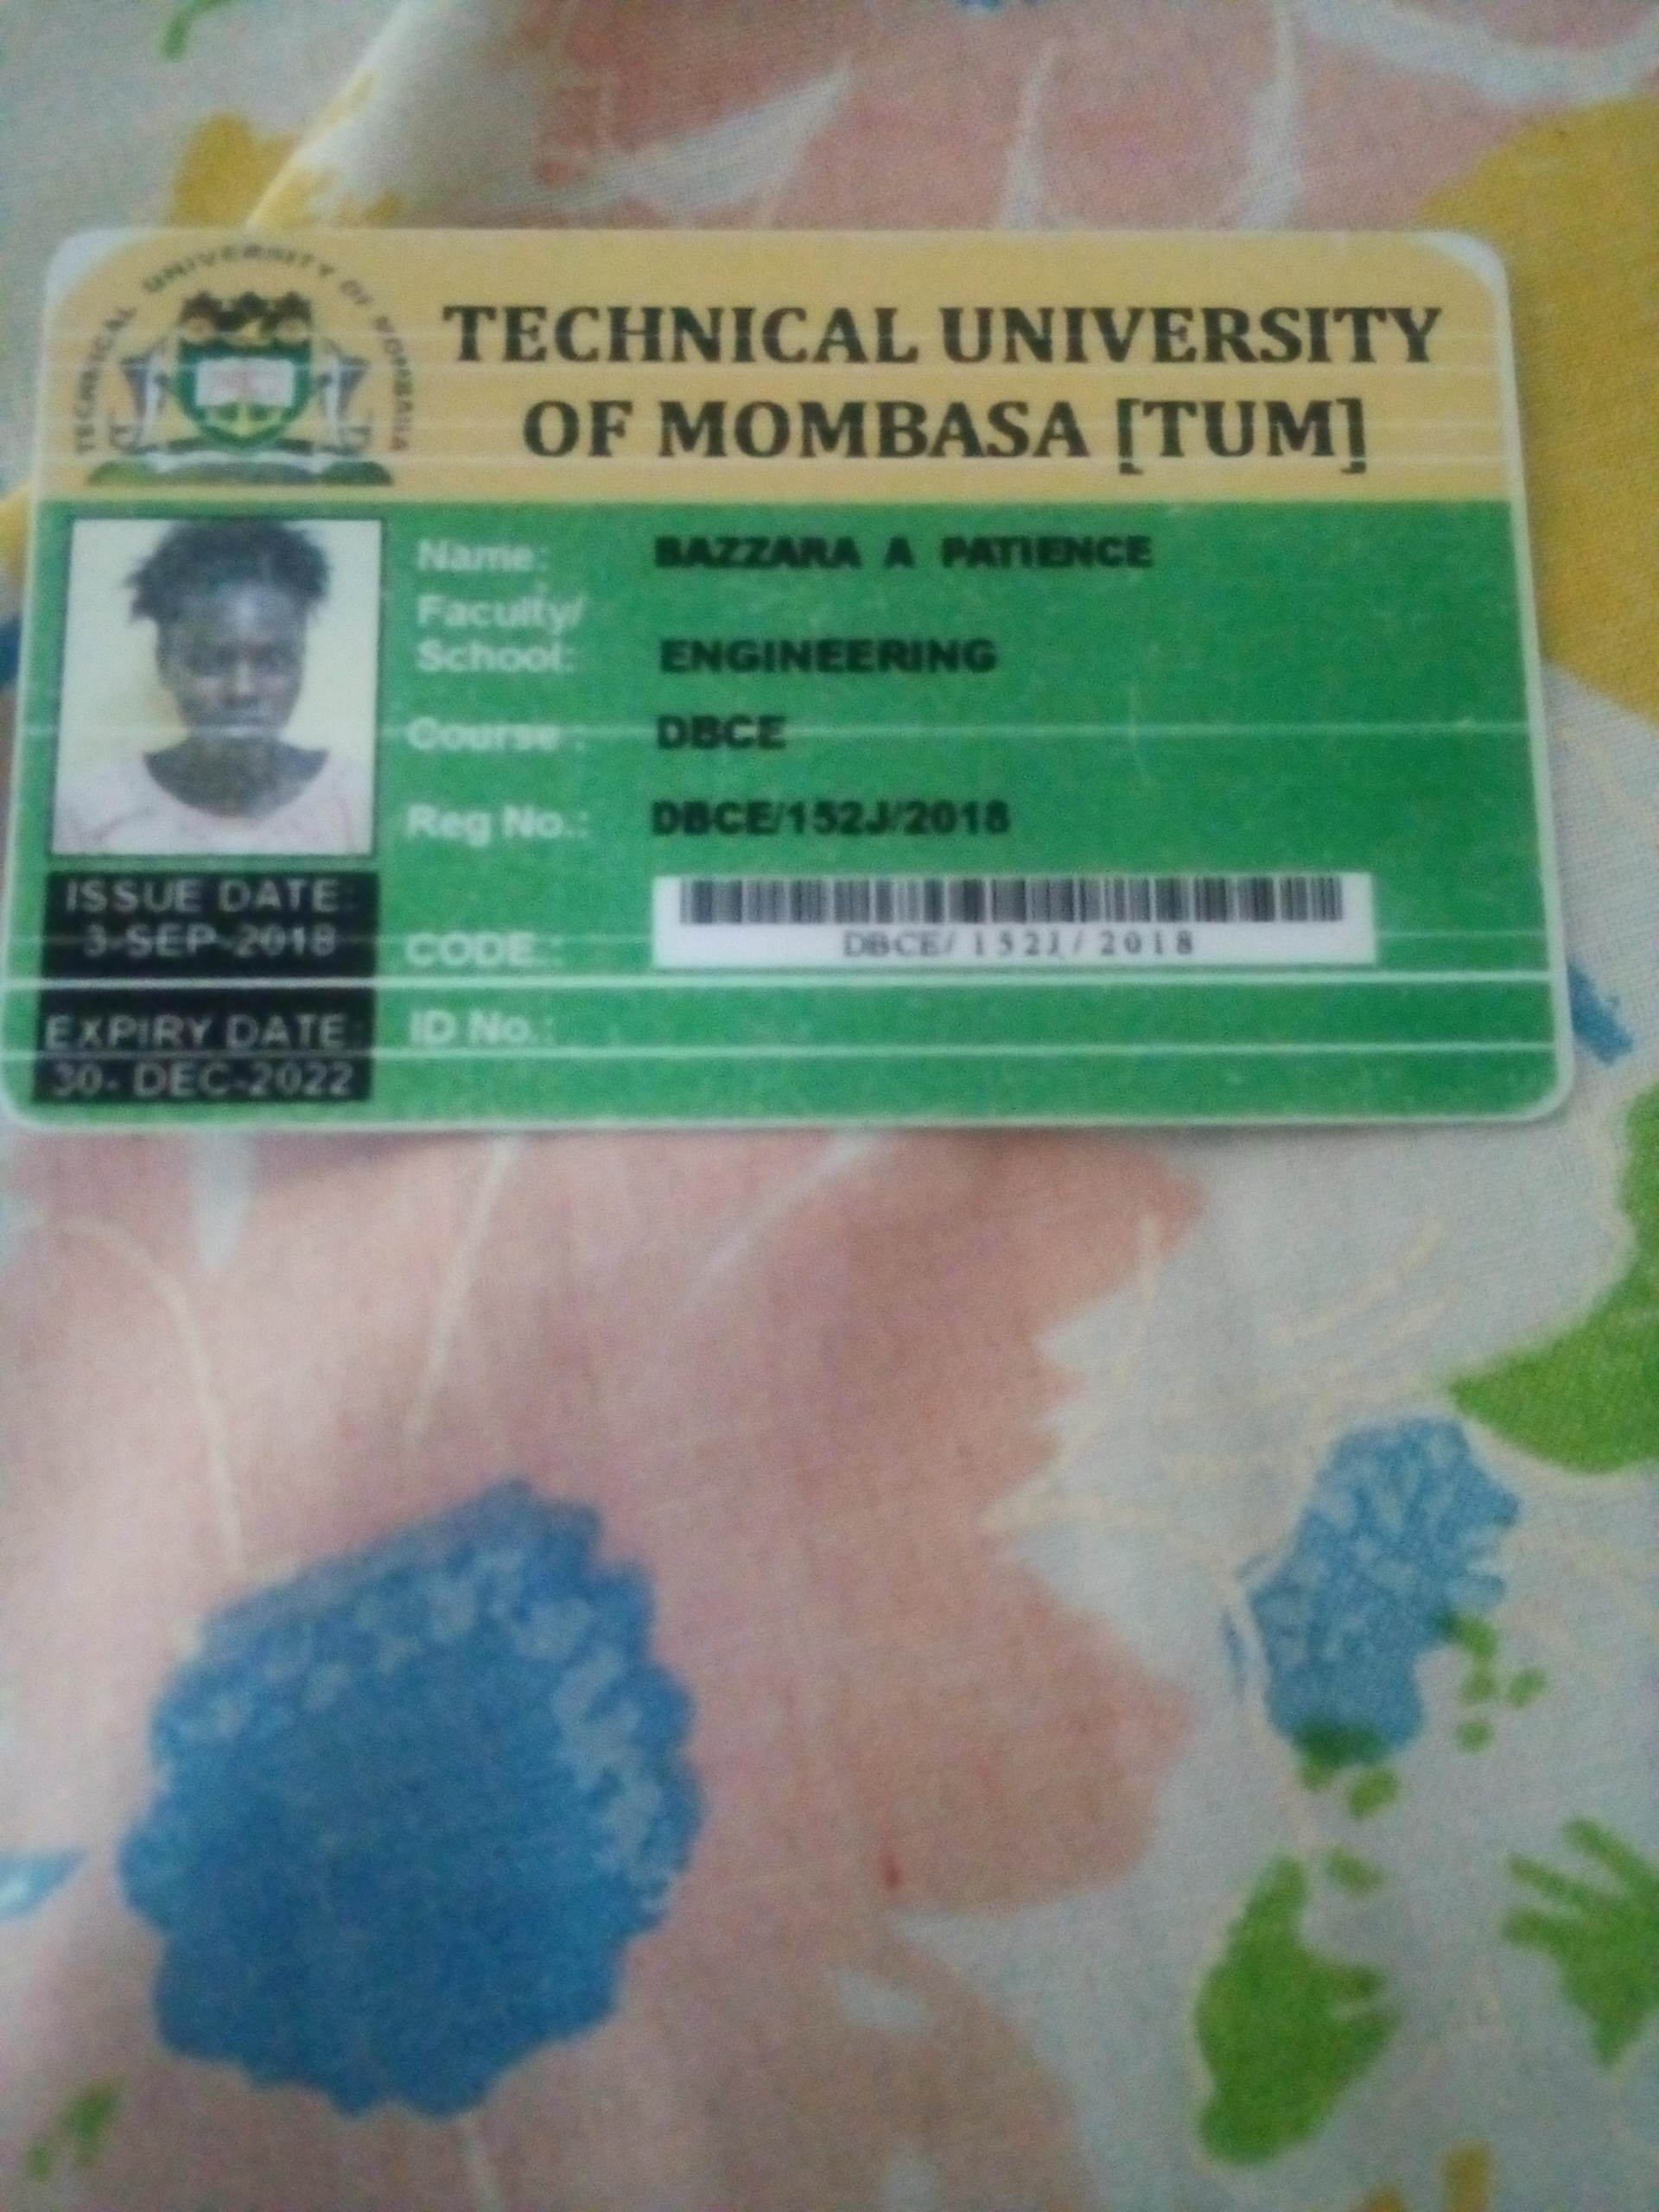 TECHNICAL UNIVERSITY OF MOMBASA
TECHNICAL UNIVERSITY
OF MOMBASA [TUM]
Name: BAZZARA A PATIENCE
Faculty/
School: ENGINEERING
Course : DBCE
Reg No.: DBCE/152J/2018
CODE.: DBCE/ 152J / 2018
ID No.:
ISSUE DATE:
3-SEP-2018
EXPIRY DATE:
30- DEC-2022